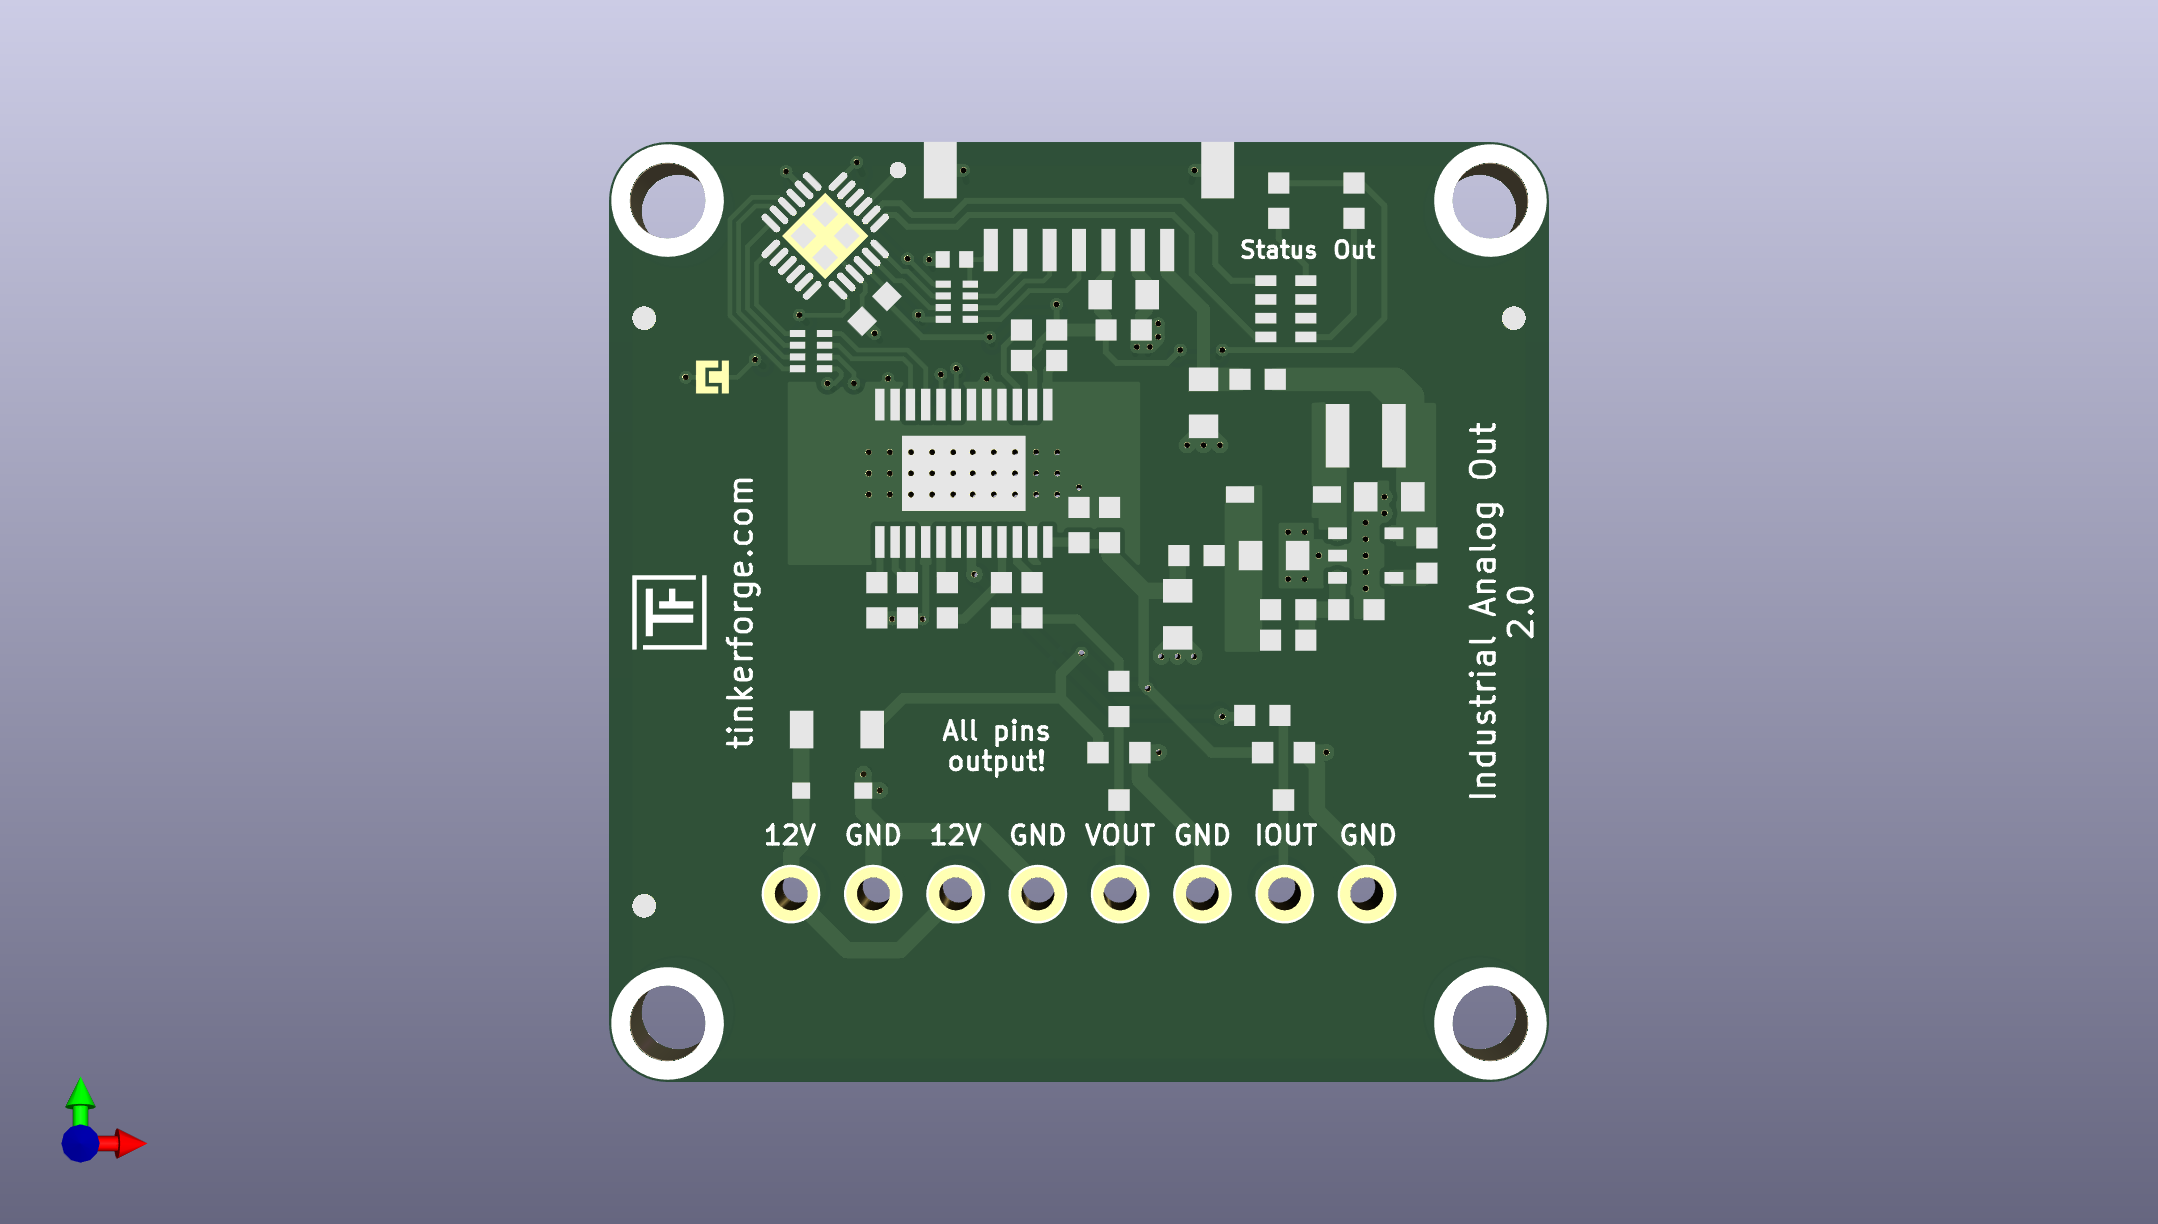 Status Out
tinkerforge.com
TF
Industrial Analog Out
2.0
All pins
output!
12V GND 12V GND VOUT GND IOUT GND